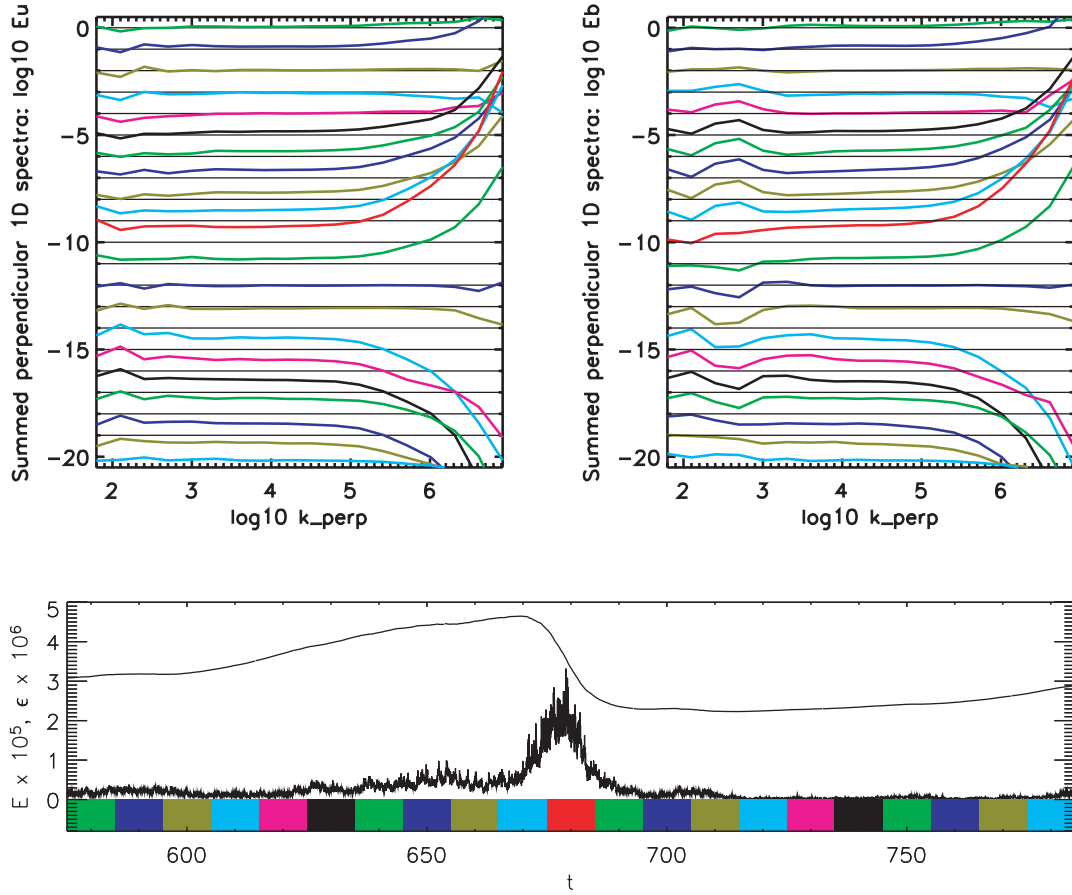 Summed perpendicular 1D spectra: log10 Eu
0
−5
−10
−15
−20
2 3 4 5 6
log10 k_perp
Summed perpendicular 1D spectra: log10 Eb
0
−5
−10
−15
−20
2 3 4 5 6
log10 k_perp
E x 10⁵, ϵ x 10⁶
5
4
3
2
1
0
600 650 700 750
t